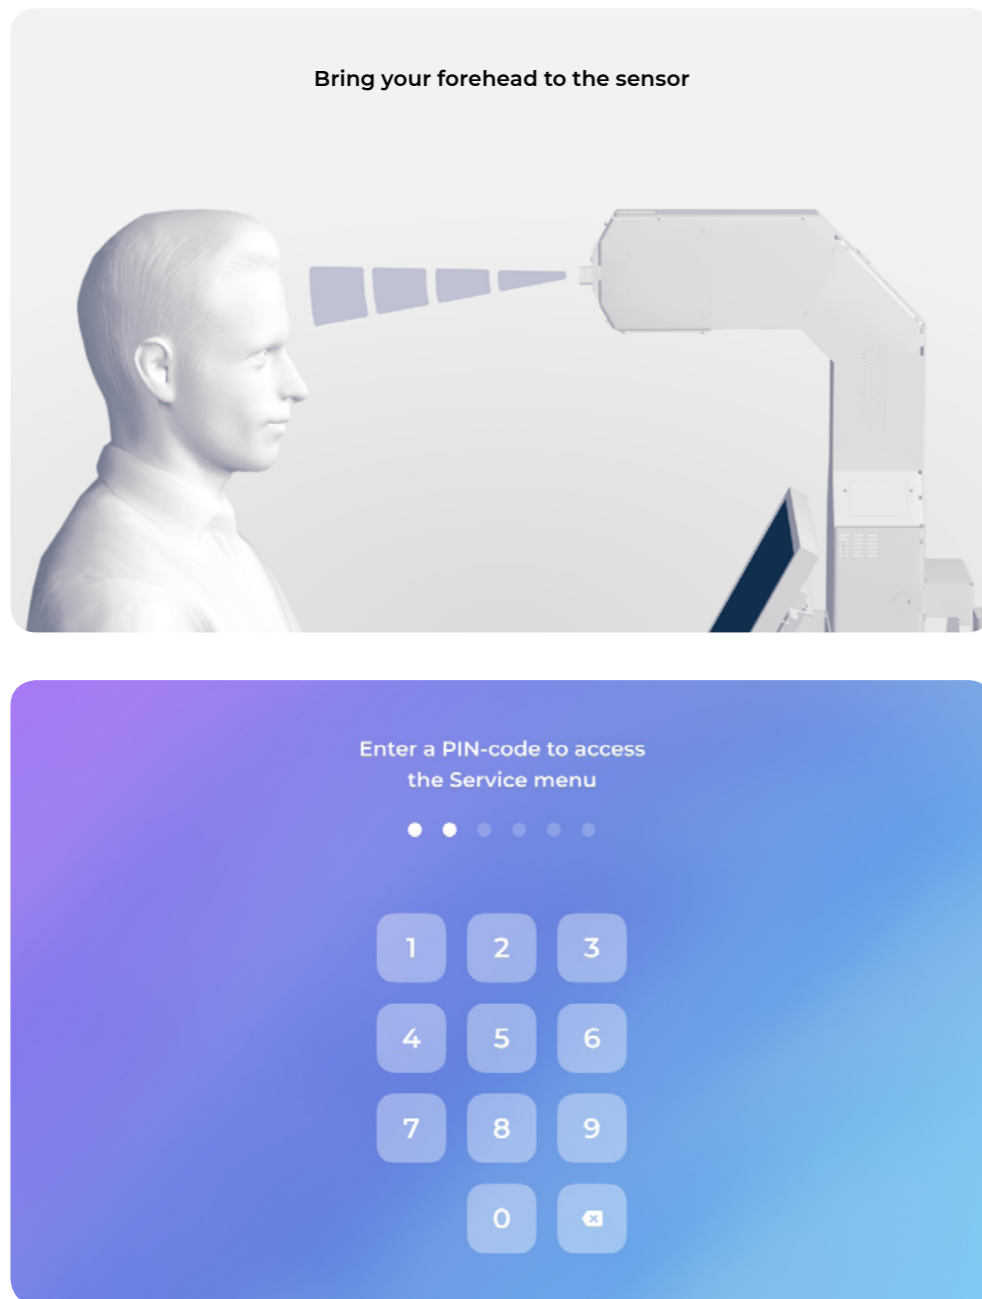 Bring your forehead to the sensor
Enter a PIN-code to access
the Service menu
1 2 3
4 5 6
7 8 9
0